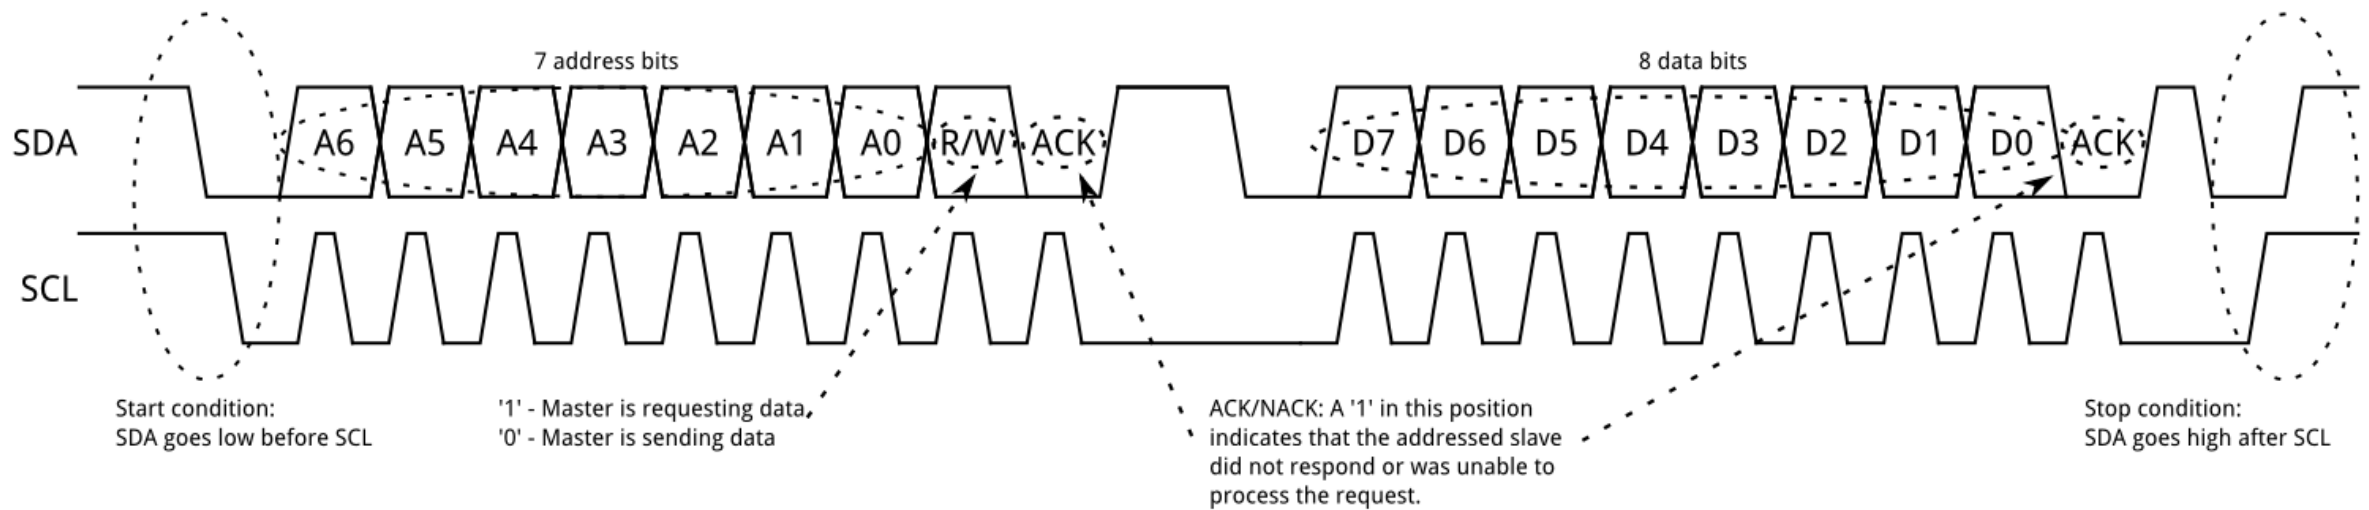 7 address bits
8 data bits
SDA
A6 A5 A4 A3 A2 A1 A0 R/W ACK
D7 D6 D5 D4 D3 D2 D1 D0 ACK
SCL
Start condition:
SDA goes low before SCL
'1' - Master is requesting data
'0' - Master is sending data
ACK/NACK: A '1' in this position
indicates that the addressed slave
did not respond or was unable to
process the request.
Stop condition:
SDA goes high after SCL